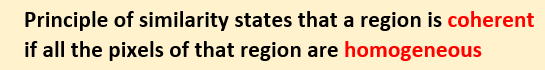 Principle of similarity states that a region is coherent
if all the pixels of that region are homogeneous